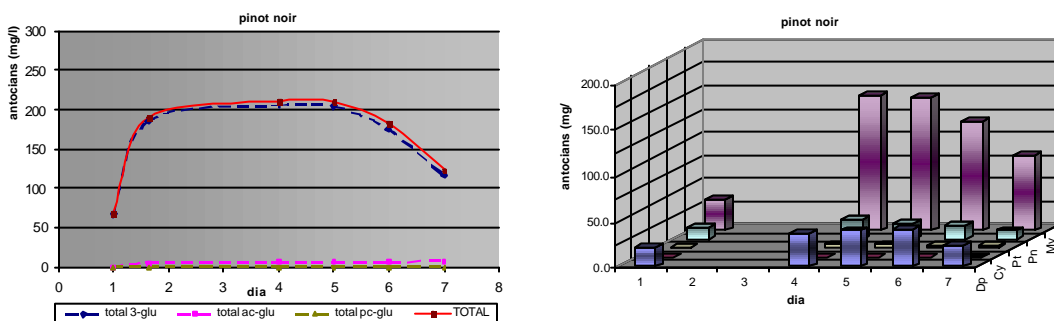 pinot noir
antocians (mg/l)
300
250
200
150
100
50
0
0 1 2 3 4 5 6 7 8
dia
total 3-glu total ac-glu total pc-glu TOTAL
pinot noir
antocians (mg/
200.0
150.0
100.0
50.0
0.0
1 2 3 4 5 6 7
dia
Dp
Cy
Pt
Pn
Mv